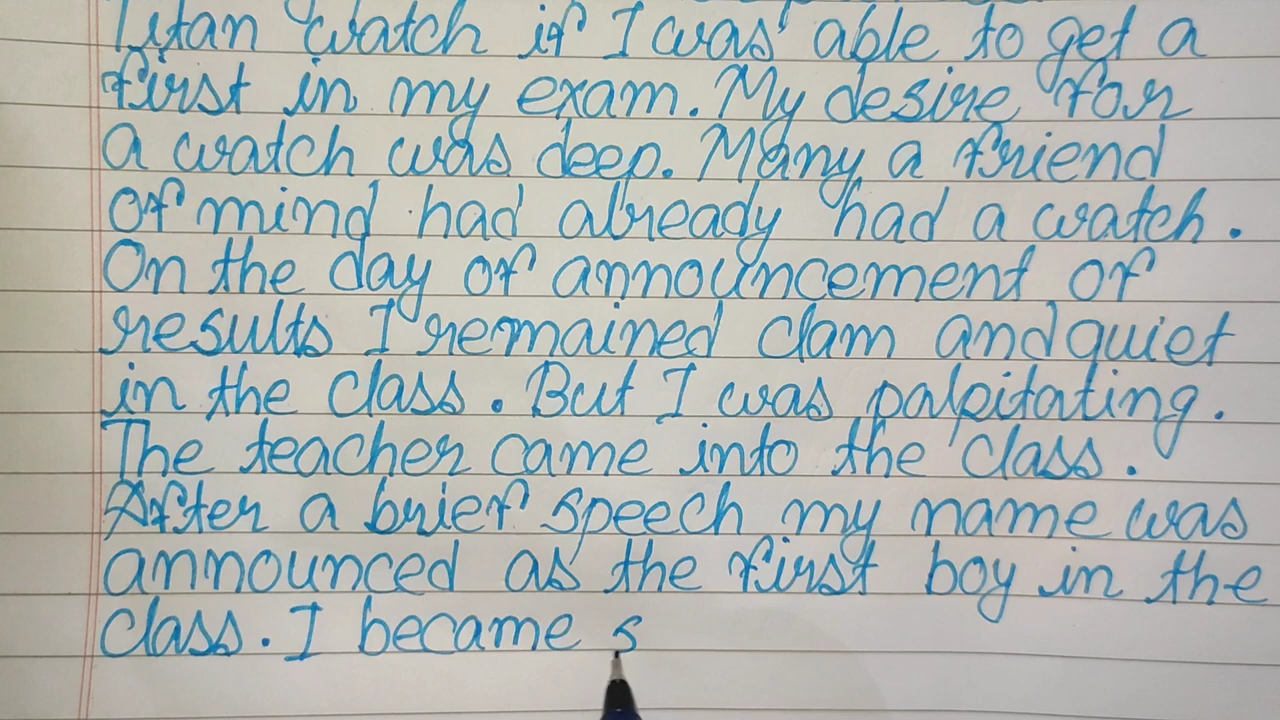 Titan watch if I was able to get a
first in my exam. My desire for
a watch was deep. Many a friend
of mind had already had a watch.
On the day of announcement of
results I remained clam and quiet
in the class. But I was palpitating.
The teacher came into the class.
After a brief speech my name was
announced as the first boy in the
class. I became s